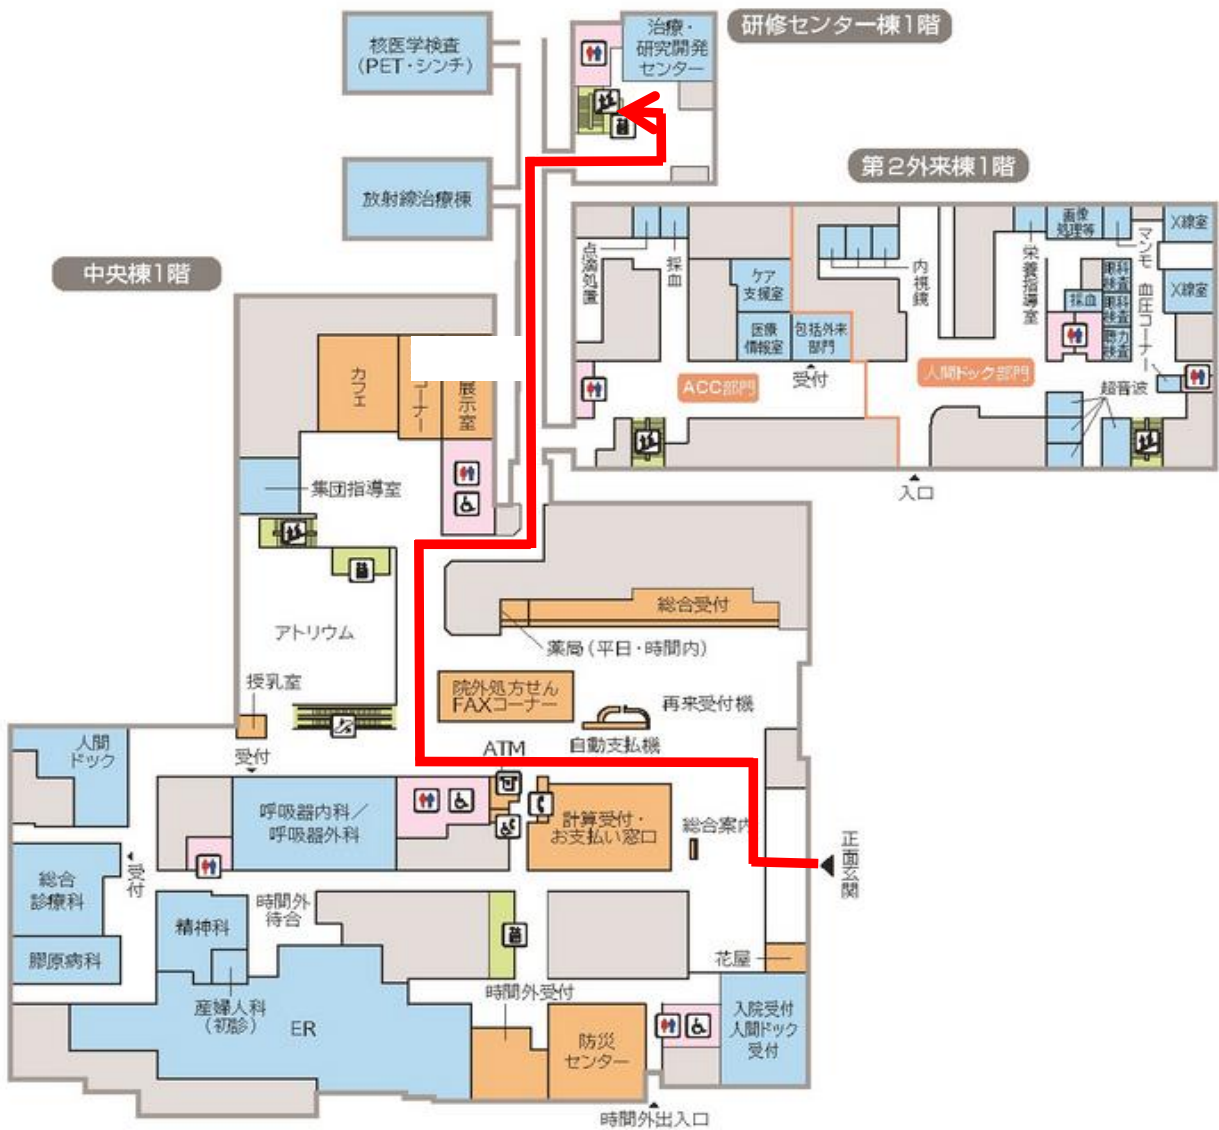 研修センター棟1階
核医学検査
(PET・シンチ)
治療・
研究開発
センター
放射線治療棟
第2外来棟1階
中央棟1階
点滴処置
採血
ケア
支援室
医療
情報室
包括外来
部門
受付
ACC部門
内視鏡
栄養指導室
画像
処理等
マンモ
X線室
眼科
検査
採血
眼科
検査
聴力
検査
血圧コーナー
X線室
人間ドック部門
超音波
入口
カフェ
コーナー
展示室
集団指導室
アトリウム
授乳室
受付
総合受付
薬局(平日・時間内)
院外処方せん
FAXコーナー
再来受付機
自動支払機
ATM
人間
ドック
呼吸器内科/
呼吸器外科
計算受付・
お支払い窓口
総合案内
正面玄関
総合
診療科
受付
膠原病科
精神科
時間外
待合
産婦人科
(初診)
ER
時間外受付
防災
センター
花屋
入院受付
人間ドック
受付
時間外出入口